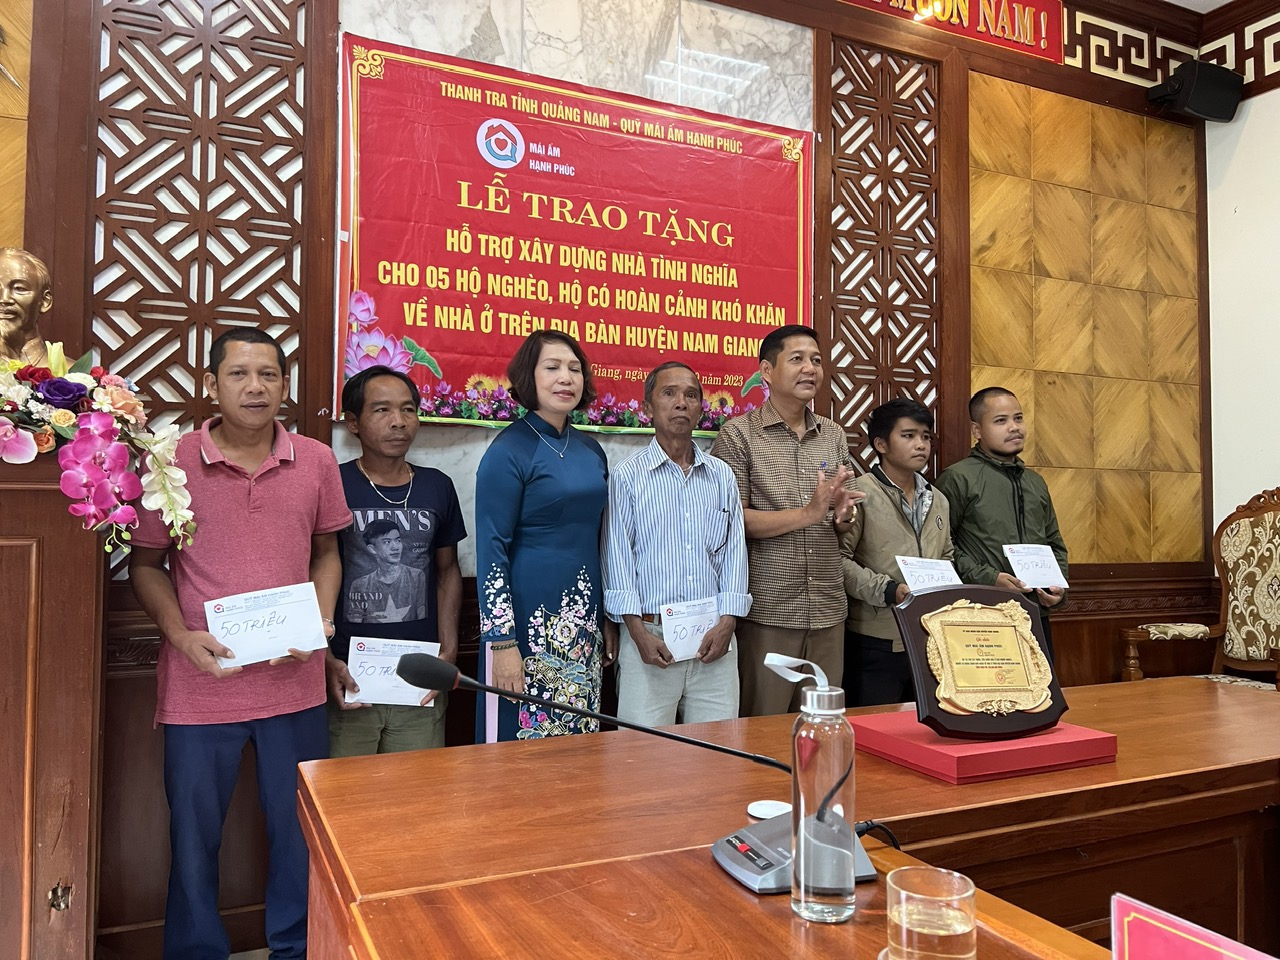 MUÔN NĂM !
THANH TRA TỈNH QUẢNG NAM - QUỸ MÁI ẤM HẠNH PHÚC
MÁI ẤM
HẠNH PHÚC
LỄ TRAO TẶNG
HỖ TRỢ XÂY DỰNG NHÀ TÌNH NGHĨA
CHO 05 HỘ NGHÈO, HỘ CÓ HOÀN CẢNH KHÓ KHĂN
VỀ NHÀ Ở TRÊN ĐỊA BÀN HUYỆN NAM GIANG
Giang, ngày
năm 2023
MEN'S
BRAND
AND
50 TRIỆU
50 TRIỆU
50 TRIỆ
50 TRIỆU
50 TRIỆU
QUỸ MÁI ẤM HẠNH PHÚC